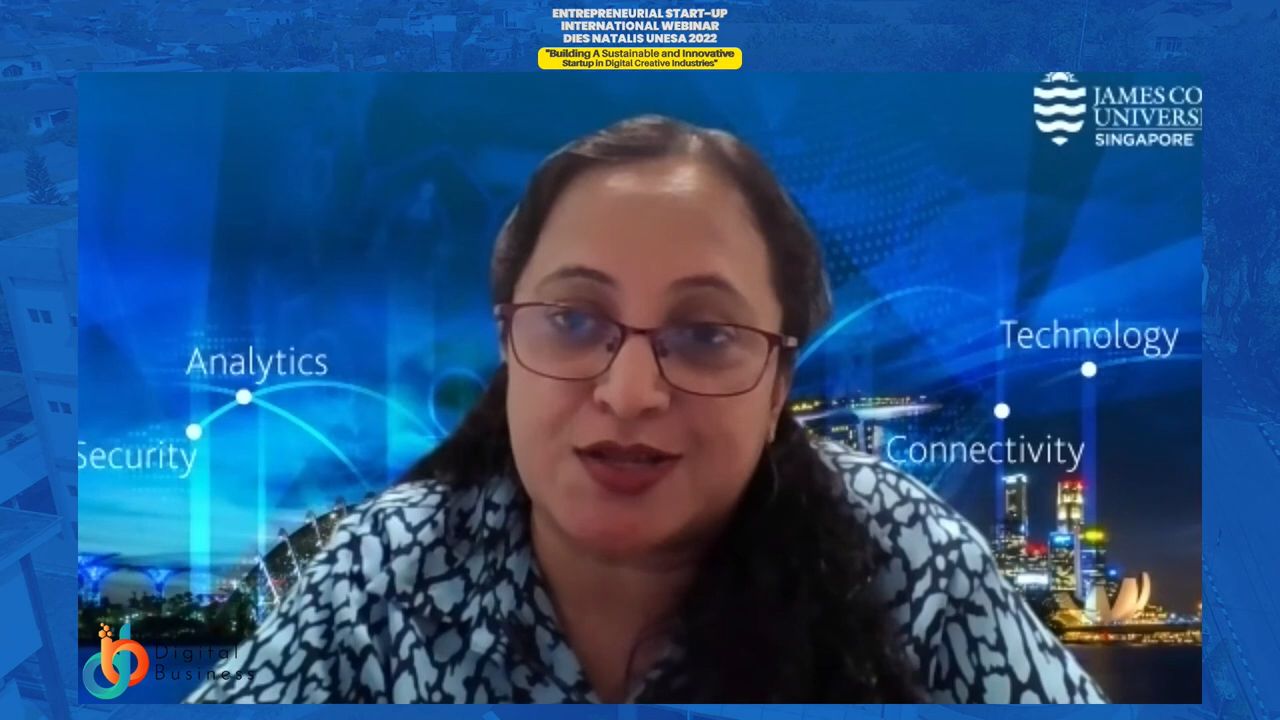 ENTREPRENEURIAL START-UP
INTERNATIONAL WEBINAR
DIES NATALIS UNESA 2022
"Building A Sustainable and Innovative
Startup in Digital Creative Industries"
JAMES CO
UNIVERSI
SINGAPORE
Technology
Analytics
Connectivity
Security
Digital
Business